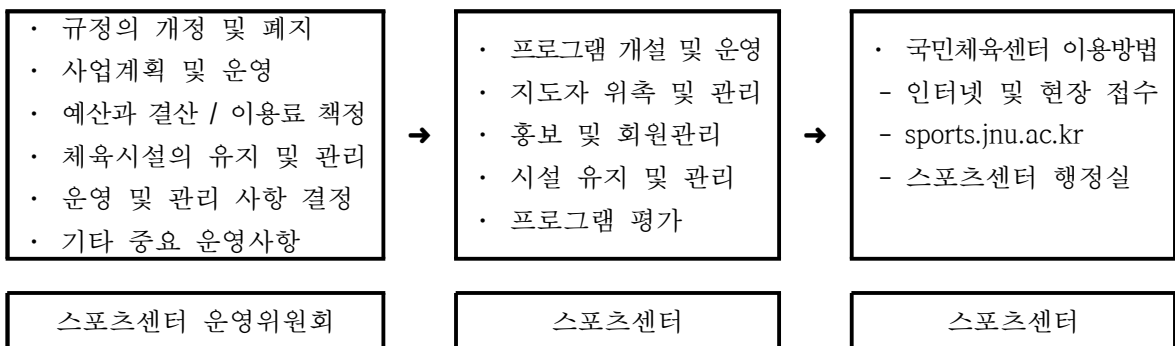 · 규정의 개정 및 폐지
· 사업계획 및 운영
· 예산과 결산 / 이용료 책정
· 체육시설의 유지 및 관리
· 운영 및 관리 사항 결정
· 기타 중요 운영사항
➜
· 프로그램 개설 및 운영
· 지도자 위촉 및 관리
· 홍보 및 회원관리
· 시설 유지 및 관리
· 프로그램 평가
➜
· 국민체육센터 이용방법
- 인터넷 및 현장 접수
- sports.jnu.ac.kr
- 스포츠센터 행정실
스포츠센터 운영위원회
스포츠센터
스포츠센터